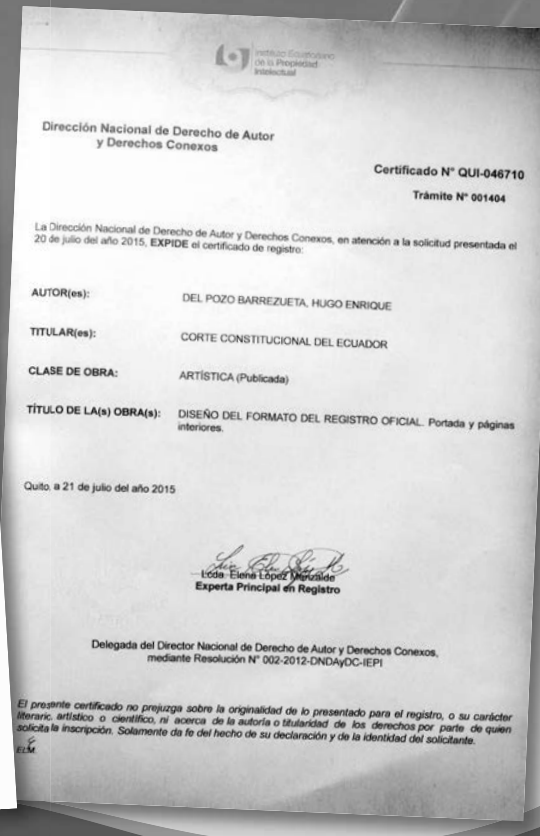 Instituto Ecuatoriano
de la Propiedad
Intelectual
Dirección Nacional de Derecho de Autor
y Derechos Conexos
Certificado N° QUI-046710
Trámite N° 001404
La Dirección Nacional de Derecho de Autor y Derechos Conexos, en atención a la solicitud presentada el
20 de julio del año 2015, EXPIDE el certificado de registro:
AUTOR(es): DEL POZO BARREZUETA, HUGO ENRIQUE
TITULAR(es): CORTE CONSTITUCIONAL DEL ECUADOR
CLASE DE OBRA: ARTÍSTICA (Publicada)
TÍTULO DE LA(s) OBRA(s): DISEÑO DEL FORMATO DEL REGISTRO OFICIAL. Portada y páginas
interiores.
Quito, a 21 de julio del año 2015
Lcda. Elena López
Experta Principal en Registro
Delegada del Director Nacional de Derecho de Autor y Derechos Conexos,
mediante Resolución N° 002-2012-DNDAyDC-IEPI
El presente certificado no prejuzga sobre la originalidad de lo presentado para el registro, o su carácter
literario, artístico o científico, ni acerca de la autoría o titularidad de los derechos por parte de quien
solicita la inscripción. Solamente da fe del hecho de su declaración y de la identidad del solicitante.
ELM